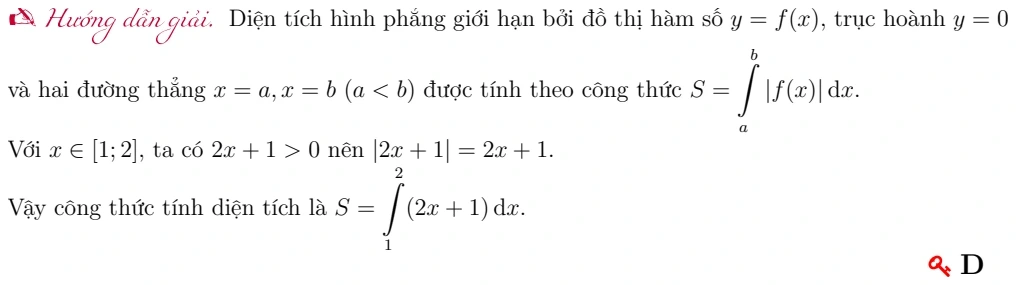 Hướng dẫn giải. Diện tích hình phẳng giới hạn bởi đồ thị hàm số y = f(x), trục hoành y = 0
và hai đường thẳng x = a, x = b (a < b) được tính theo công thức S = ∫_a^b |f(x)| dx.
Với x ∈ [1; 2], ta có 2x + 1 > 0 nên |2x + 1| = 2x + 1.
Vậy công thức tính diện tích là S = ∫_1^2 (2x + 1) dx.
D